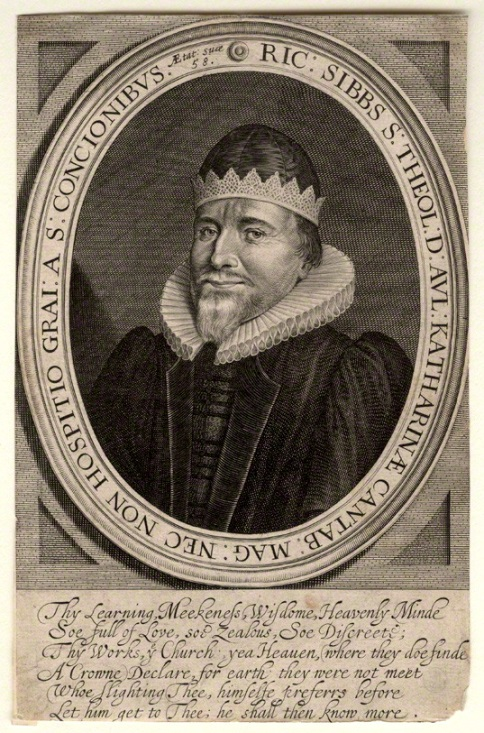 RIC: SIBBS S: THEOL: D: AVL: KATHARINÆ CANTAB: MAG: NEC NON HOSPITIO GRAI: A S: CONCIONIBVS.
Ætat: suæ
58.
Thy Learning, Meekeness, Wisdome, Heavenly Minde
Soe full of Love, soe Zealous, Soe Discreete;
Thy Works, yͤ Church, yea Heauen, where they doe finde
A Crowne Declare, for earth they were not meet
Whoe slighting Thee, himselfe preferrs before
Let him get to Thee; he shall then know more.